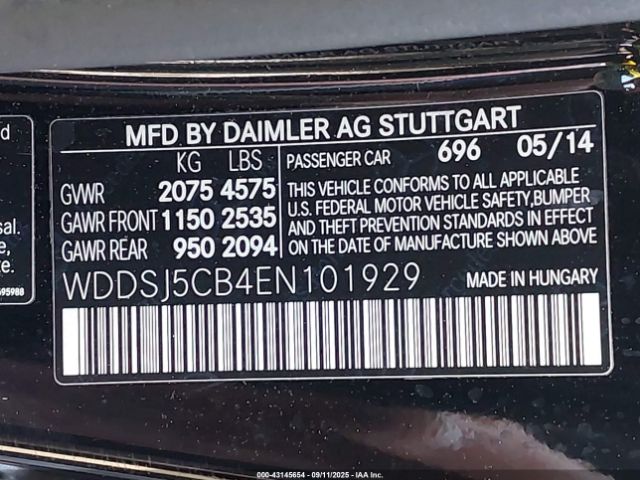 MFD BY DAIMLER AG STUTTGART
KG LBS
GVWR 2075 4575
GAWR FRONT 1150 2535
GAWR REAR 950 2094
PASSENGER CAR 696 05/14
THIS VEHICLE CONFORMS TO ALL APPLICABLE
U.S. FEDERAL MOTOR VEHICLE SAFETY,BUMPER
AND THEFT PREVENTION STANDARDS IN EFFECT
ON THE DATE OF MANUFACTURE SHOWN ABOVE.
WDDSJ5CB4EN101929 MADE IN HUNGARY
000-43145654 - 09/11/2025 - IAA Inc.